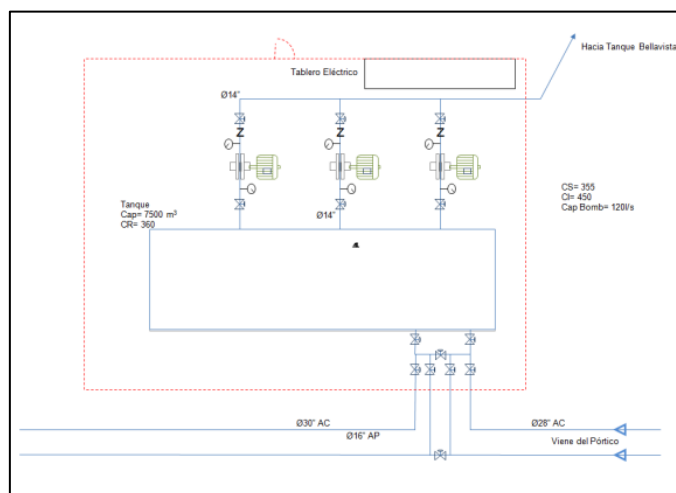 Hacia Tanque Bellavista
Tablero Eléctrico
Ø14"
Tanque
Cap= 7500 m³
CR= 360
Ø14"
CS= 355
CI= 450
Cap Bomb= 120l/s
Ø30" AC
Ø28" AC
Ø16" AP
Viene del Pórtico